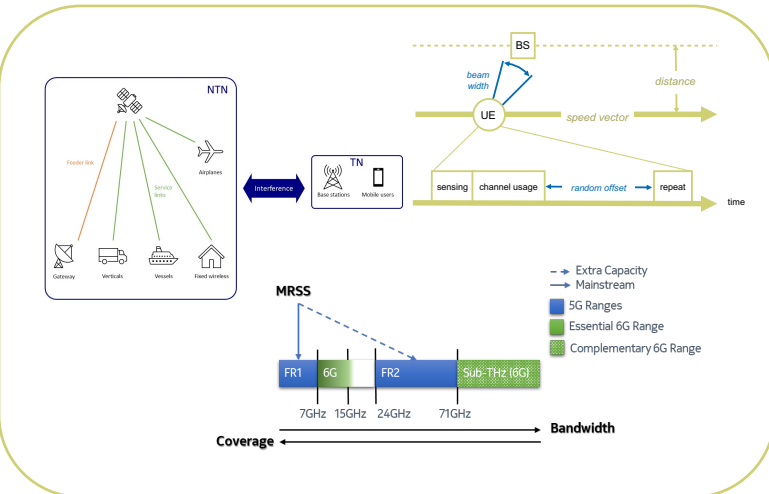 NTN
Feeder link
Service
links
Airplanes
Gateway
Verticals
Vessels
Fixed wireless
Interference
TN
Base stations
Mobile users
BS
beam
width
distance
UE
speed vector
sensing
channel usage
random offset
repeat
time
Extra Capacity
Mainstream
5G Ranges
Essential 6G Range
Complementary 6G Range
MRSS
FR1
6G
FR2
Sub-THz (6G)
7GHz
15GHz
24GHz
71GHz
Bandwidth
Coverage